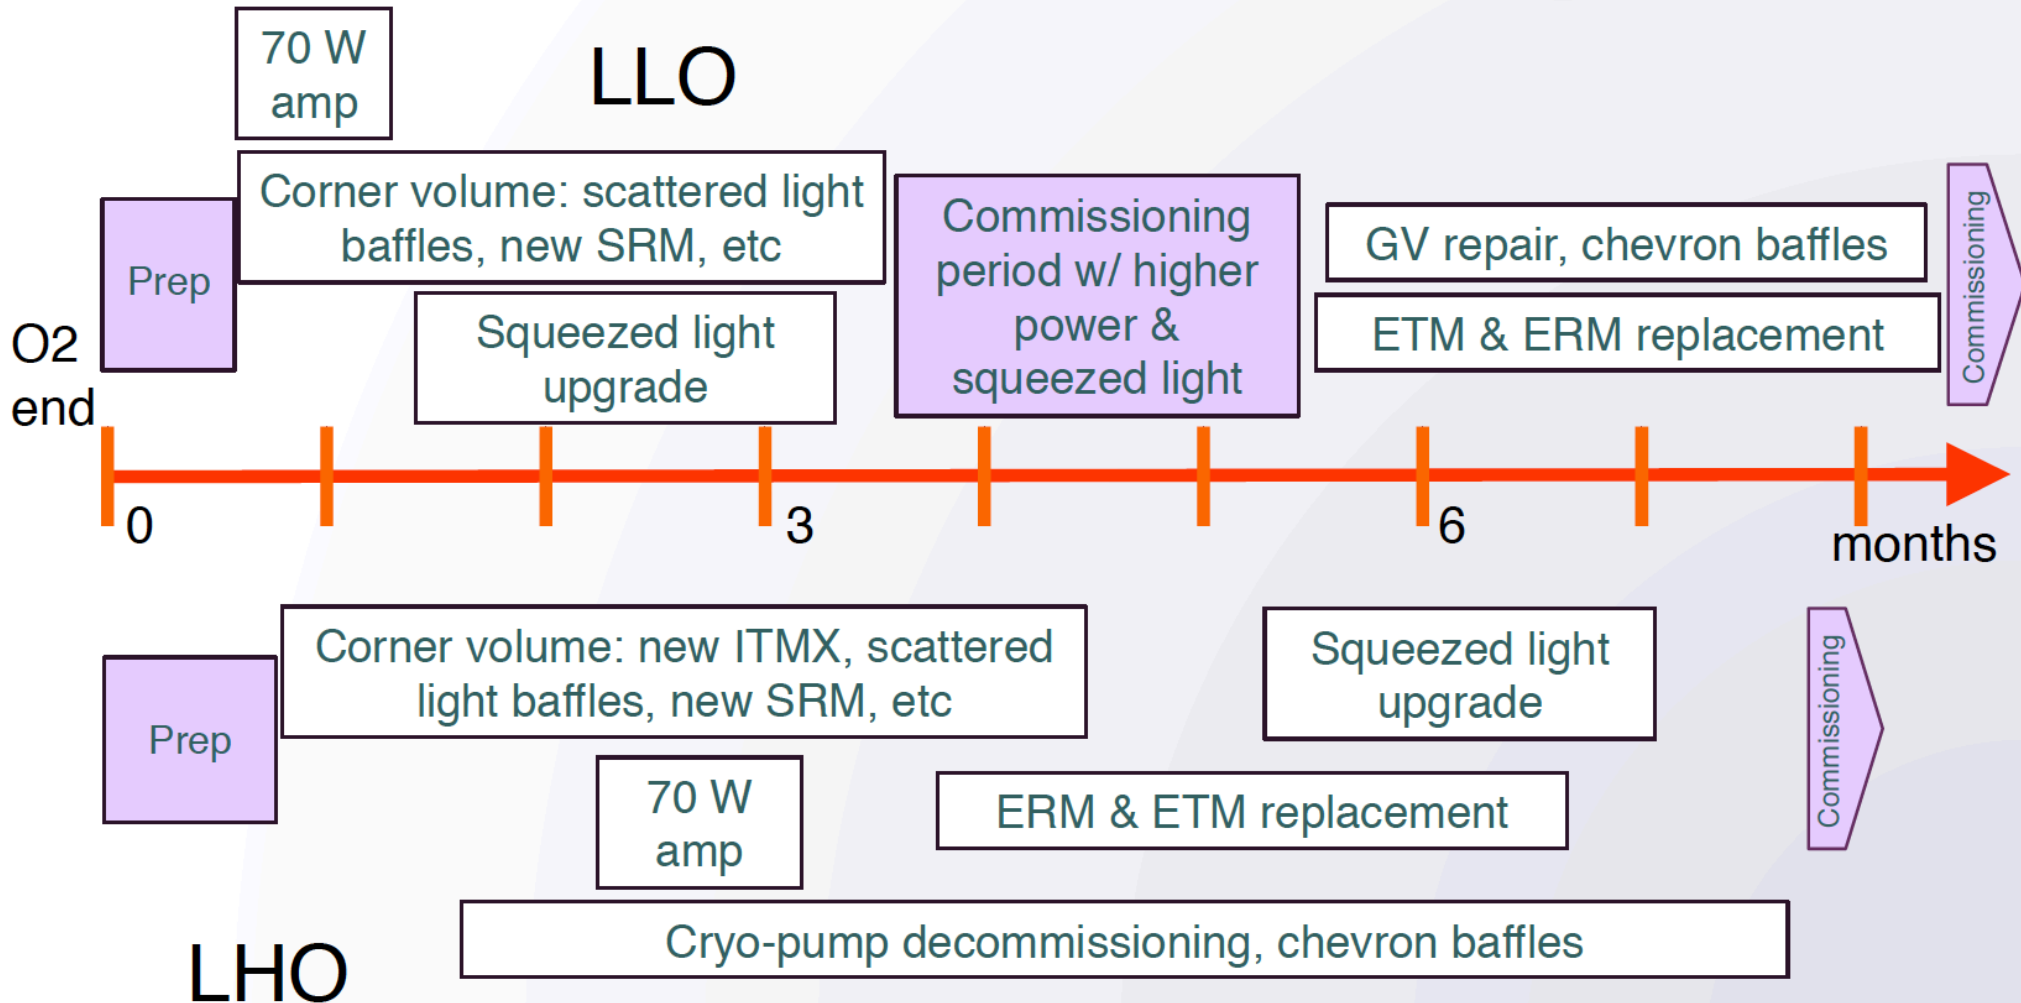 70 W
amp
LLO
Corner volume: scattered light
baffles, new SRM, etc
Prep
Squeezed light
upgrade
Commissioning
period w/ higher
power &
squeezed light
GV repair, chevron baffles
ETM & ERM replacement
Commissioning
O2
end
0
3
6
months
Corner volume: new ITMX, scattered
light baffles, new SRM, etc
Prep
Squeezed light
upgrade
Commissioning
70 W
amp
ERM & ETM replacement
Cryo-pump decommissioning, chevron baffles
LHO